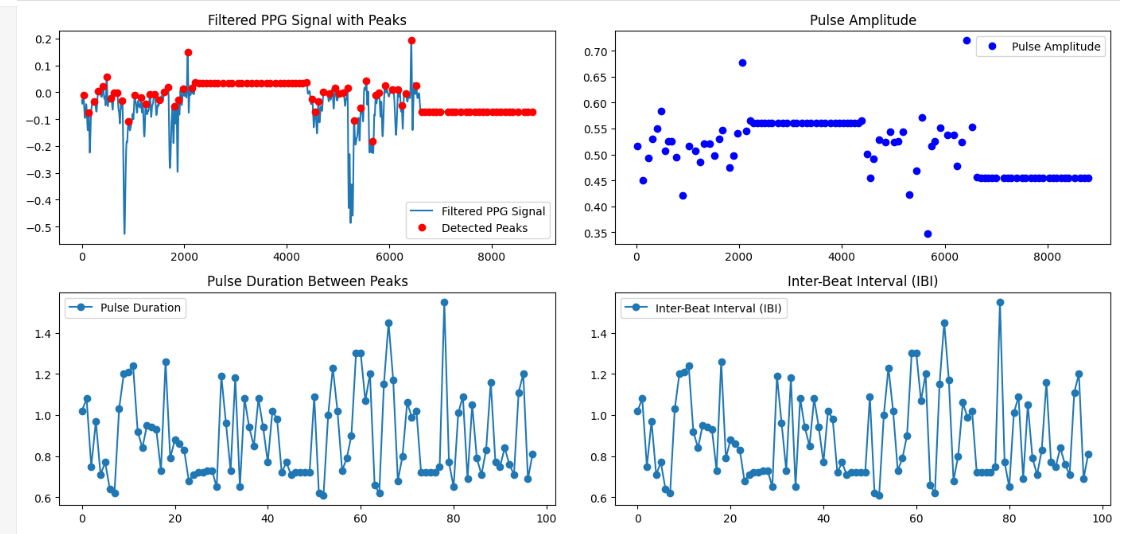 Filtered PPG Signal with Peaks
0.2
0.1
0.0
−0.1
−0.2
−0.3
−0.4
−0.5
Filtered PPG Signal
Detected Peaks
0 2000 4000 6000 8000
Pulse Amplitude
0.70
0.65
0.60
0.55
0.50
0.45
0.40
0.35
Pulse Amplitude
0 2000 4000 6000 8000
Pulse Duration Between Peaks
Pulse Duration
1.4
1.2
1.0
0.8
0.6
0 20 40 60 80 100
Inter-Beat Interval (IBI)
Inter-Beat Interval (IBI)
1.4
1.2
1.0
0.8
0.6
0 20 40 60 80 100